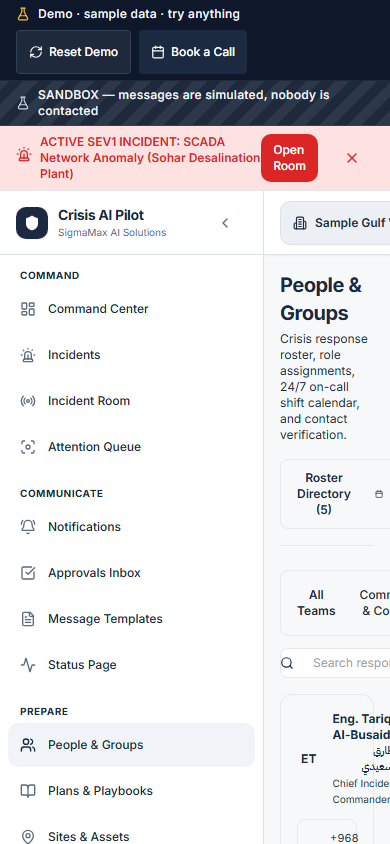 Demo · sample data · try anything
Reset Demo
Book a Call
SANDBOX — messages are simulated, nobody is
contacted
ACTIVE SEV1 INCIDENT: SCADA
Network Anomaly (Sohar Desalination
Plant)
Open
Room
Crisis AI Pilot
SigmaMax AI Solutions
Sample Gulf
COMMAND
Command Center
Incidents
Incident Room
Attention Queue
COMMUNICATE
Notifications
Approvals Inbox
Message Templates
Status Page
PREPARE
People & Groups
Plans & Playbooks
Sites & Assets
People &
Groups
Crisis response
roster, role
assignments,
24/7 on-call
shift calendar,
and contact
verification.
Roster
Directory
(5)
All
Teams
& Co
Search
ET
Eng. Tariq
Al-Busaid
Chief
+968